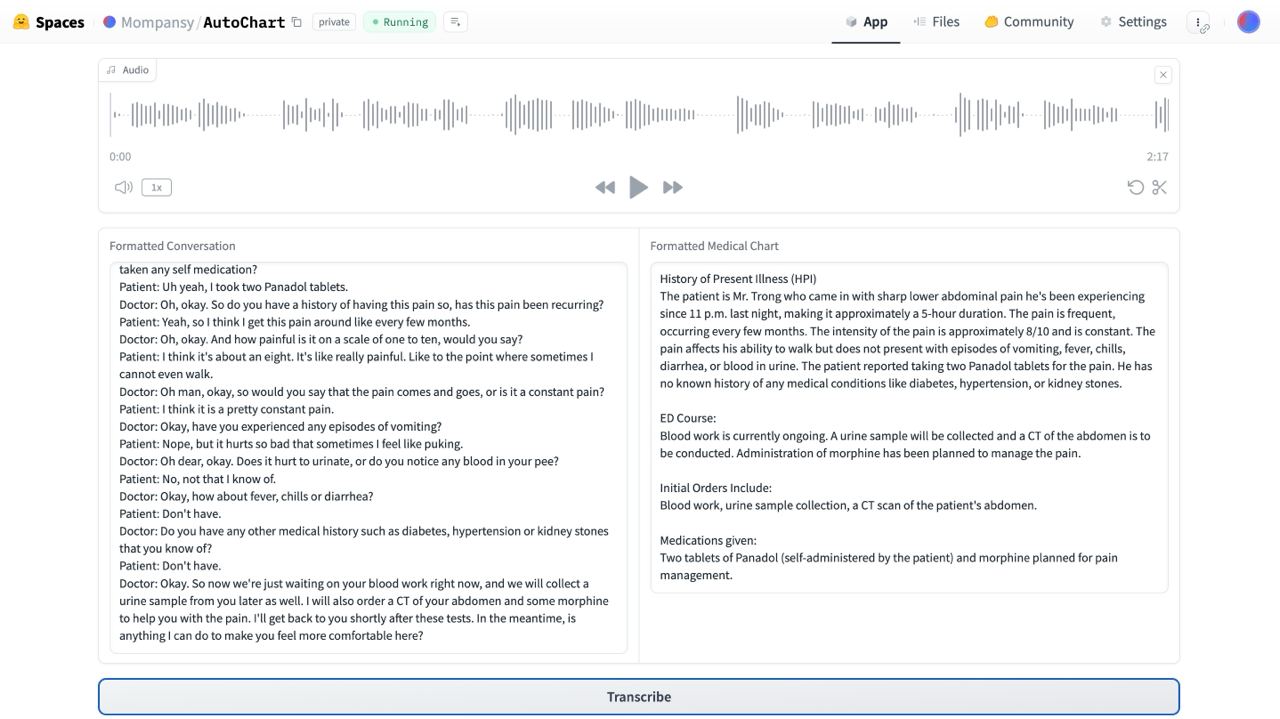 Spaces
Mompansy/AutoChart
private
Running
App
Files
Community
Settings
Audio
0:00
2:17
1x
Formatted Conversation
taken any self medication?
Patient: Uh yeah, I took two Panadol tablets.
Doctor: Oh, okay. So do you have a history of having this pain so, has this pain been recurring?
Patient: Yeah, so I think I get this pain around like every few months.
Doctor: Oh, okay. And how painful is it on a scale of one to ten, would you say?
Patient: I think it's about an eight. It's like really painful. Like to the point where sometimes I
cannot even walk.
Doctor: Oh man, okay, so would you say that the pain comes and goes, or is it a constant pain?
Patient: I think it is a pretty constant pain.
Doctor: Okay, have you experienced any episodes of vomiting?
Patient: Nope, but it hurts so bad that sometimes I feel like puking.
Doctor: Oh dear, okay. Does it hurt to urinate, or do you notice any blood in your pee?
Patient: No, not that I know of.
Doctor: Okay, how about fever, chills or diarrhea?
Patient: Don't have.
Doctor: Do you have any other medical history such as diabetes, hypertension or kidney stones
that you know of?
Patient: Don't have.
Doctor: Okay. So now we're just waiting on your blood work right now, and we will collect a
urine sample from you later as well. I will also order a CT of your abdomen and some morphine
to help you with the pain. I'll get back to you shortly after these tests. In the meantime, is
anything I can do to make you feel more comfortable here?
Formatted Medical Chart
History of Present Illness (HPI)
The patient is Mr. Trong who came in with sharp lower abdominal pain he's been experiencing
since 11 p.m. last night, making it approximately a 5-hour duration. The pain is frequent,
occurring every few months. The intensity of the pain is approximately 8/10 and is constant. The
pain affects his ability to walk but does not present with episodes of vomiting, fever, chills,
diarrhea, or blood in urine. The patient reported taking two Panadol tablets for the pain. He has
no known history of any medical conditions like diabetes, hypertension, or kidney stones.
ED Course:
Blood work is currently ongoing. A urine sample will be collected and a CT of the abdomen is to
be conducted. Administration of morphine has been planned to manage the pain.
Initial Orders Include:
Blood work, urine sample collection, a CT scan of the patient's abdomen.
Medications given:
Two tablets of Panadol (self-administered by the patient) and morphine planned for pain
management.
Transcribe